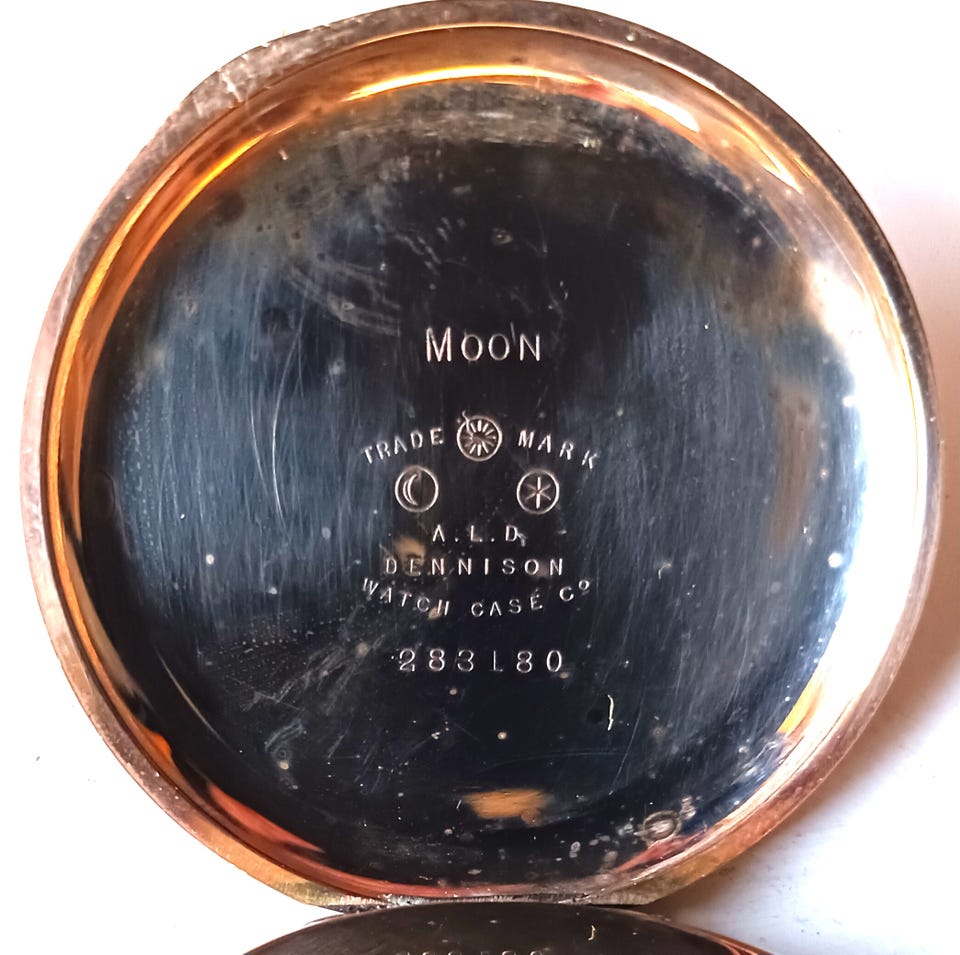 MOON
TRADE MARK
A.L.D.
DENNISON
WATCH CASE Co
283180